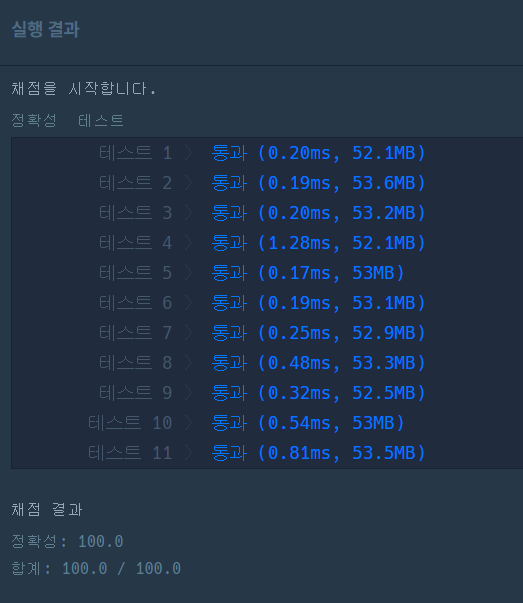 실행 결과
채점을 시작합니다.
정확성 테스트
테스트 1 〉 통과 (0.20ms, 52.1MB)
테스트 2 〉 통과 (0.19ms, 53.6MB)
테스트 3 〉 통과 (0.20ms, 53.2MB)
테스트 4 〉 통과 (1.28ms, 52.1MB)
테스트 5 〉 통과 (0.17ms, 53MB)
테스트 6 〉 통과 (0.19ms, 53.1MB)
테스트 7 〉 통과 (0.25ms, 52.9MB)
테스트 8 〉 통과 (0.48ms, 53.3MB)
테스트 9 〉 통과 (0.32ms, 52.5MB)
테스트 10 〉 통과 (0.54ms, 53MB)
테스트 11 〉 통과 (0.81ms, 53.5MB)
채점 결과
정확성: 100.0
합계: 100.0 / 100.0